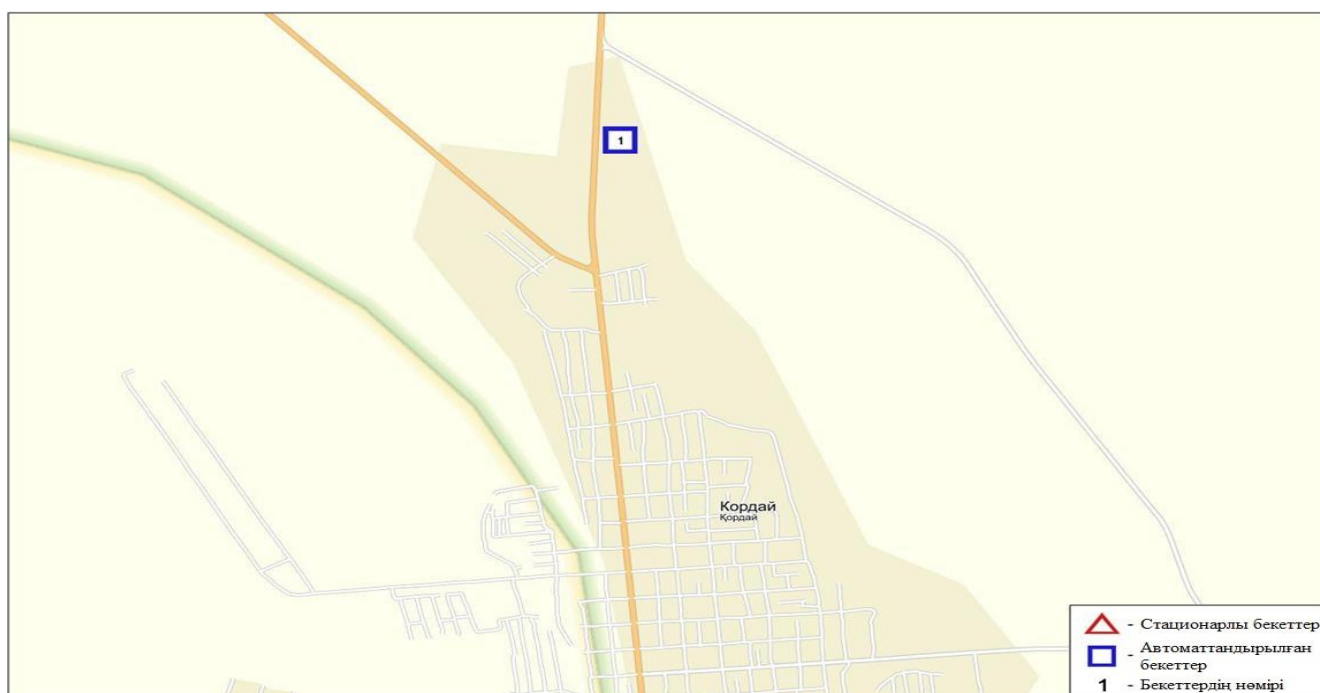 1
Кордай
Қордай
- Стационарлы бекеттер
- Автоматтандырылған
бекеттер
1 - Бекеттердің нөмірі